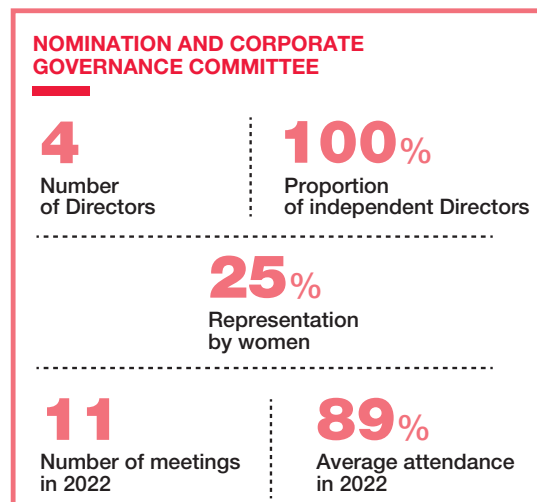 NOMINATION AND CORPORATE
GOVERNANCE COMMITTEE
4
Number
of Directors
100%
Proportion
of independent Directors
25%
Representation
by women
11
Number of meetings
in 2022
89%
Average attendance
in 2022